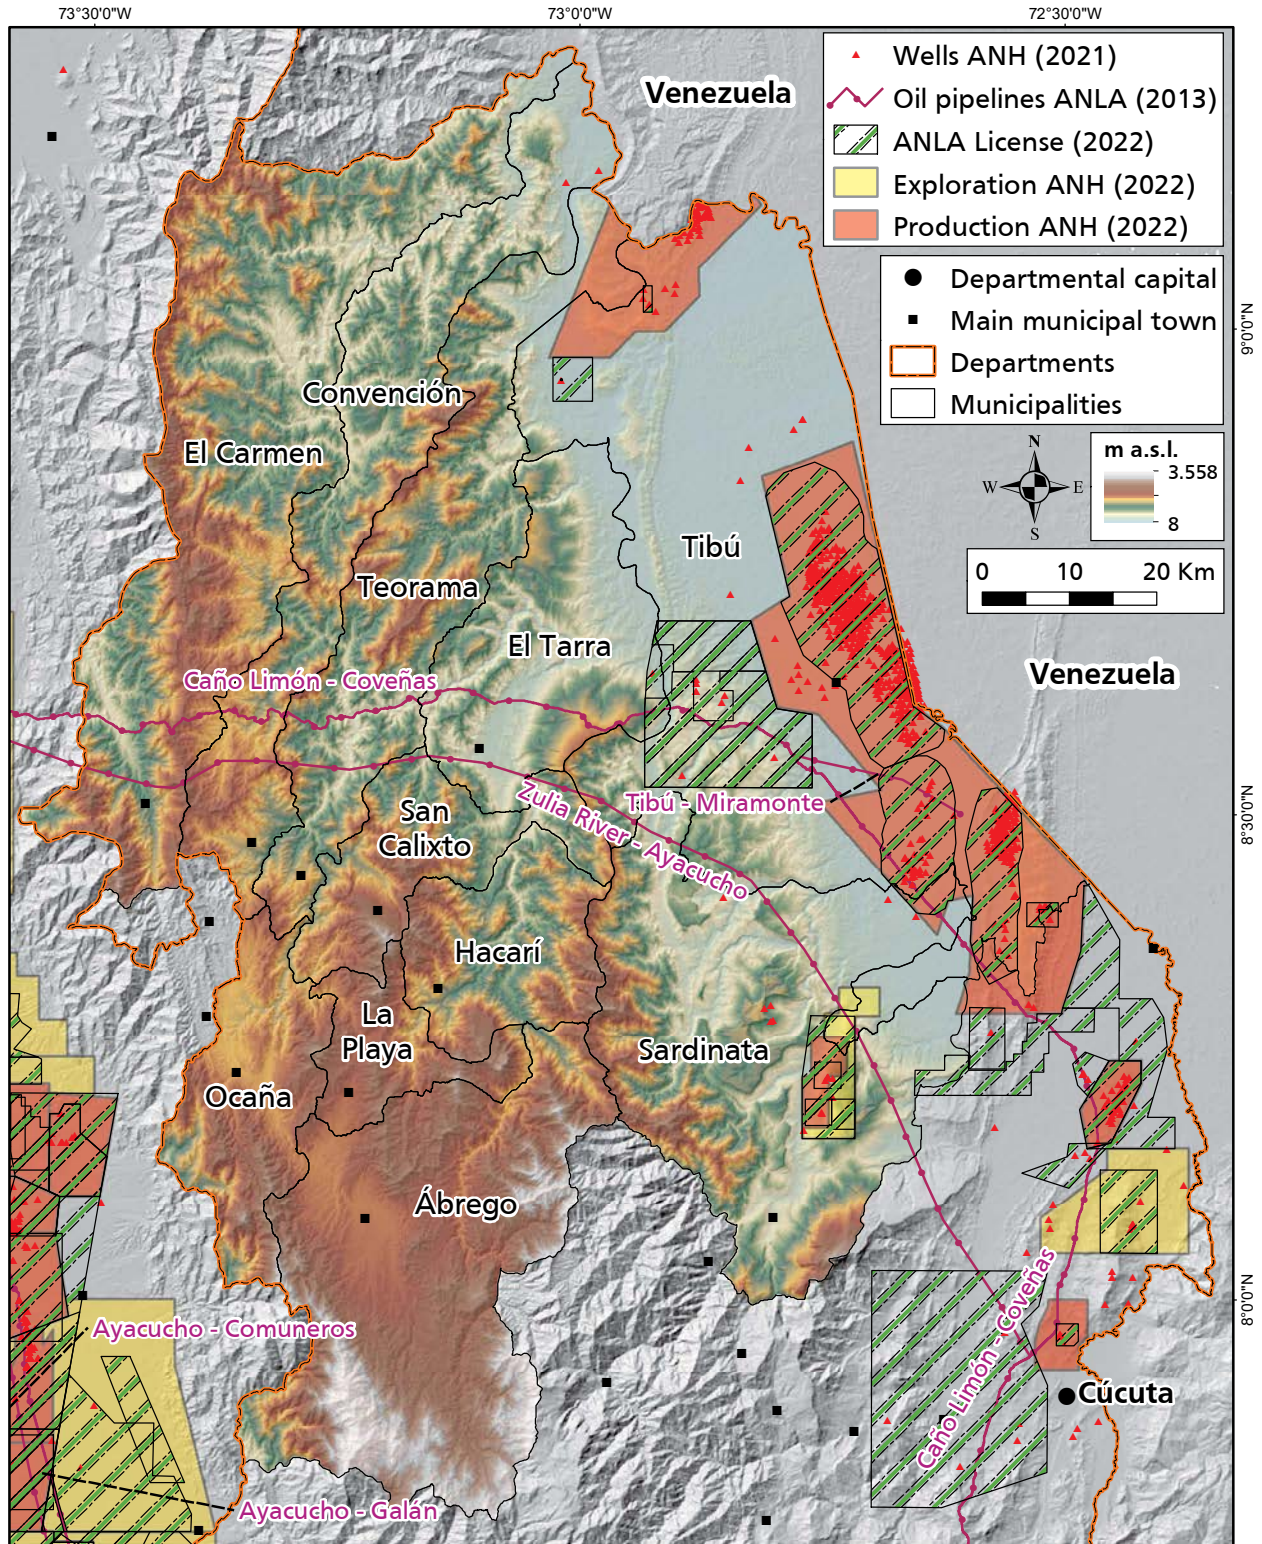 73°30'0"W
73°0'0"W
72°30'0"W
Venezuela
Wells ANH (2021)
Oil pipelines ANLA (2013)
ANLA License (2022)
Exploration ANH (2022)
Production ANH (2022)
Departmental capital
Main municipal town
Departments
Municipalities
9°0'0"N
Convención
N
W
E
S
m a.s.l.
3.558
8
El Carmen
Tibú
0
10
20 Km
Teorama
El Tarra
Venezuela
Caño Limón - Coveñas
Zulia River - Ayacucho
Tibú - Miramonte
San
Calixto
8°30'0"N
Hacarí
La
Playa
Sardinata
Ocaña
Ábrego
Caño Limón - Coveñas
8°0'0"N
Ayacucho - Comuneros
Cúcuta
Ayacucho - Galán